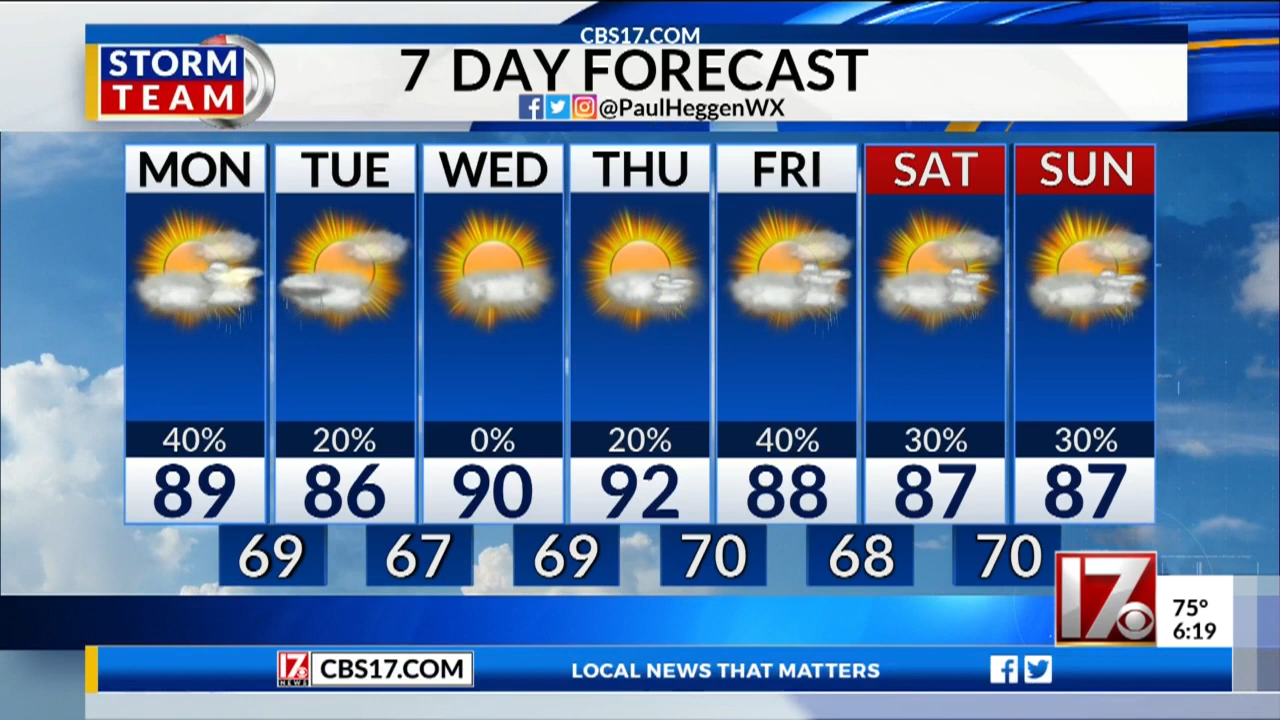 CBS17.COM
STORM
TEAM
7 DAY FORECAST
@PaulHeggenWX
MON TUE WED THU FRI SAT SUN
40% 20% 0% 20% 40% 30% 30%
89 86 90 92 88 87 87
69 67 69 70 68 70
17
75°
6:19
17
NEWS
CBS17.COM
LOCAL NEWS THAT MATTERS